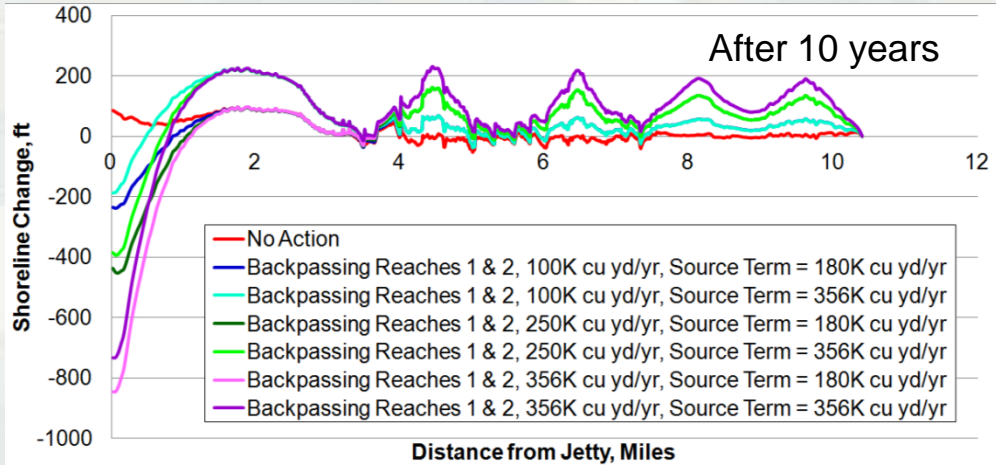 After 10 years
400
200
0
-200
-400
-600
-800
-1000
0
2
4
6
8
10
12
Shoreline Change, ft
Distance from Jetty, Miles
No Action
Backpassing Reaches 1 & 2, 100K cu yd/yr, Source Term = 180K cu yd/yr
Backpassing Reaches 1 & 2, 100K cu yd/yr, Source Term = 356K cu yd/yr
Backpassing Reaches 1 & 2, 250K cu yd/yr, Source Term = 180K cu yd/yr
Backpassing Reaches 1 & 2, 250K cu yd/yr, Source Term = 356K cu yd/yr
Backpassing Reaches 1 & 2, 356K cu yd/yr, Source Term = 180K cu yd/yr
Backpassing Reaches 1 & 2, 356K cu yd/yr, Source Term = 356K cu yd/yr